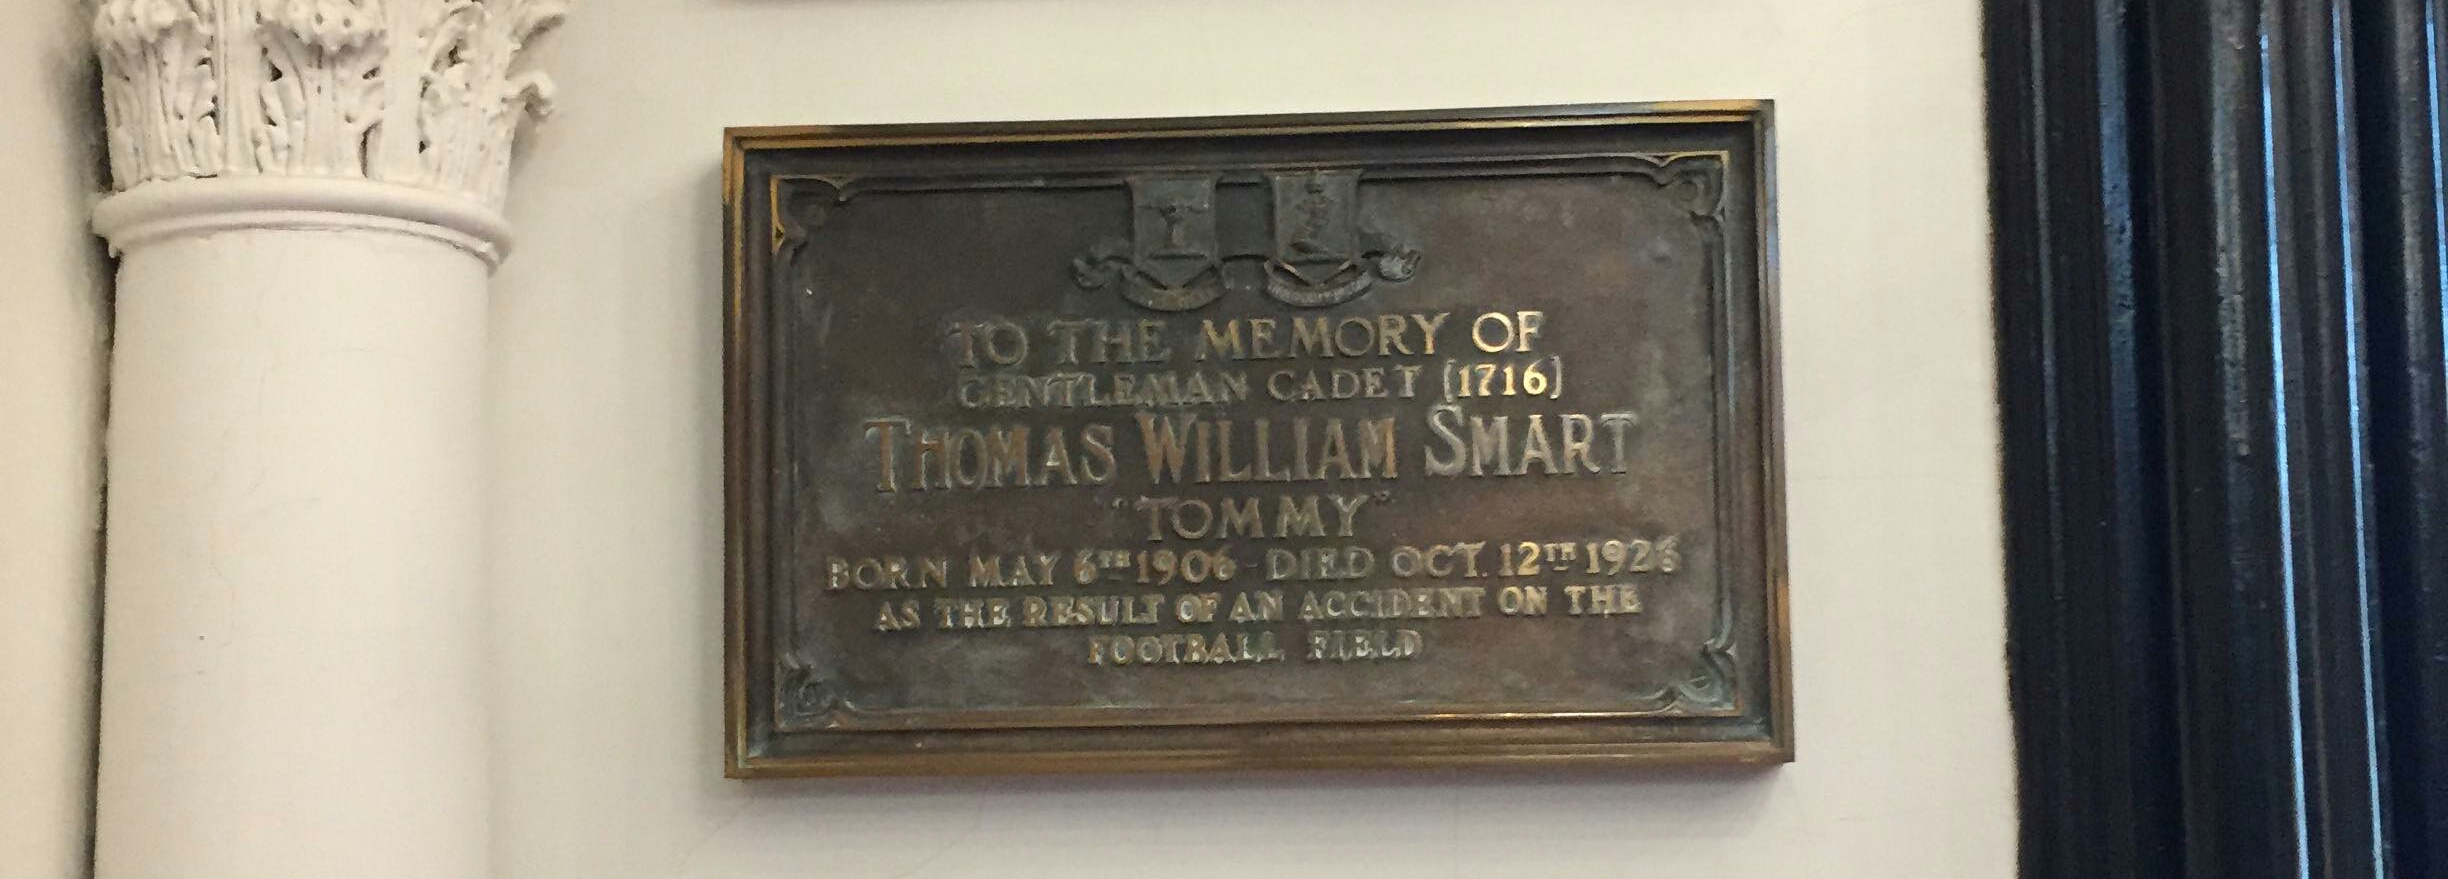 TO THE MEMORY OF
GENTLEMAN CADET (1716)
THOMAS WILLIAM SMART
"TOMMY"
BORN MAY 6TH 1906 - DIED OCT. 12TH 1926
AS THE RESULT OF AN ACCIDENT ON THE
FOOTBALL FIELD